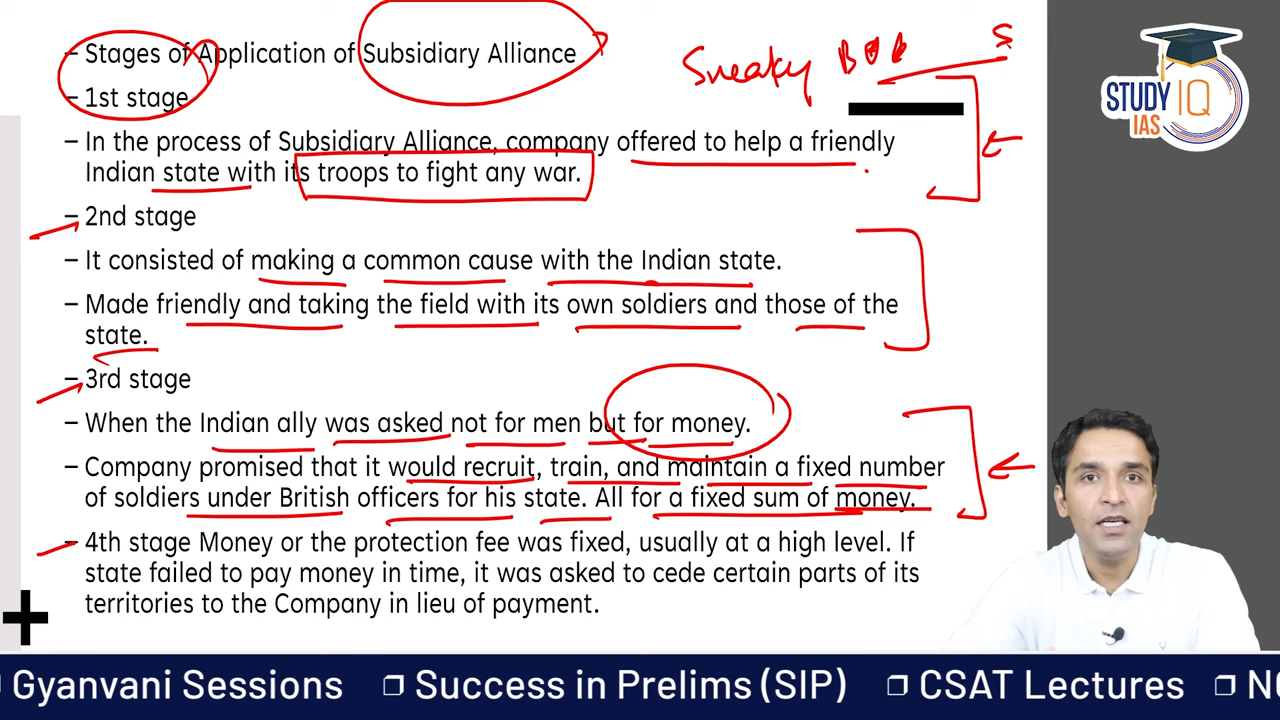 – Stages of Application of Subsidiary Alliance
Sneaky
S
STUDY IQ
IAS
– 1st stage
– In the process of Subsidiary Alliance, company offered to help a friendly
Indian state with its troops to fight any war.
– 2nd stage
– It consisted of making a common cause with the Indian state.
– Made friendly and taking the field with its own soldiers and those of the
state.
– 3rd stage
– When the Indian ally was asked not for men but for money.
– Company promised that it would recruit, train, and maintain a fixed number
of soldiers under British officers for his state. All for a fixed sum of money.
– 4th stage Money or the protection fee was fixed, usually at a high level. If
state failed to pay money in time, it was asked to cede certain parts of its
territories to the Company in lieu of payment.
Gyanvani Sessions ❐ Success in Prelims (SIP) ❐ CSAT Lectures ❐